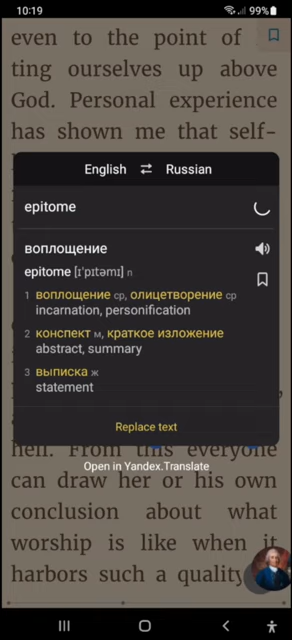 10:19
99%
even to the point of
ting ourselves up above
God. Personal experience
has shown me that self-
English ⇄ Russian
epitome
воплощение
epitome [ɪˈpɪtəmɪ] n
1 воплощение ср, олицетворение ср
incarnation, personification
2 конспект м, краткое изложение
abstract, summary
3 выписка ж
statement
Replace text
hell. From this everyone
Open in Yandex.Translate
can draw her or his own
conclusion about what
worship is like when it
harbors such a quality